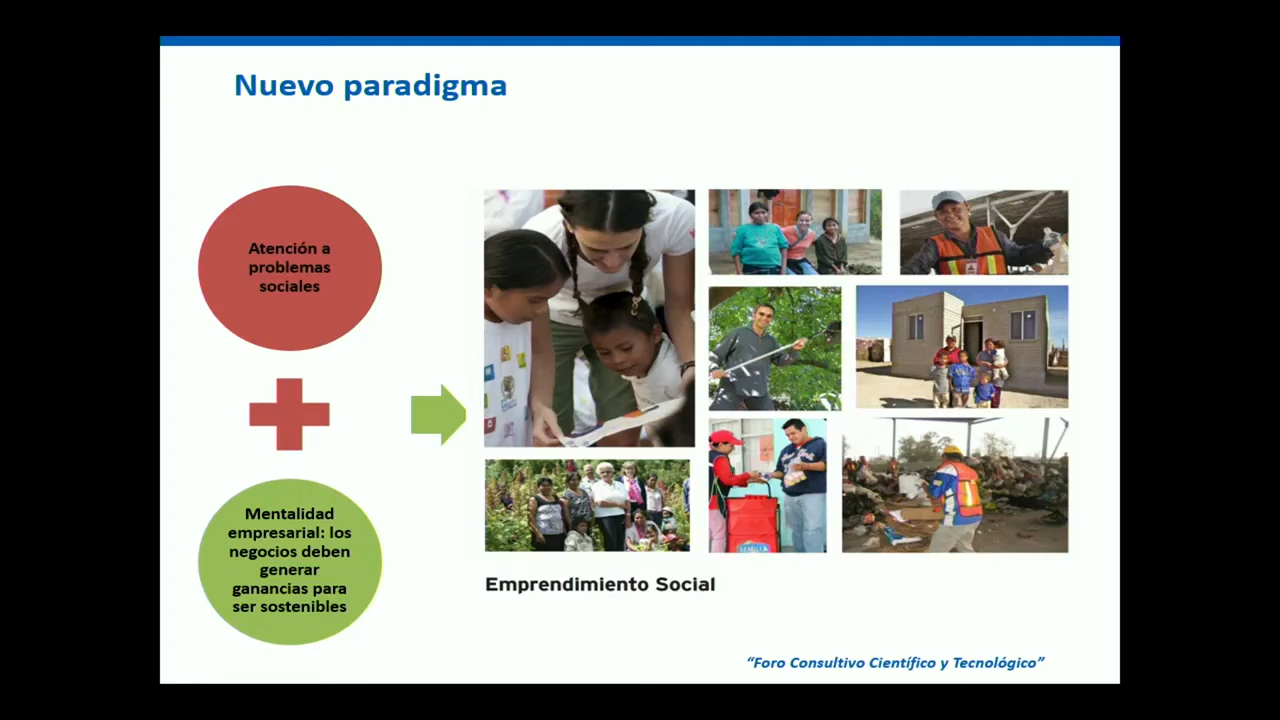 Nuevo paradigma
Atención a
problemas
sociales
Mentalidad
empresarial: los
negocios deben
generar
ganancias para
ser sostenibles
Emprendimiento Social
“Foro Consultivo Científico y Tecnológico”